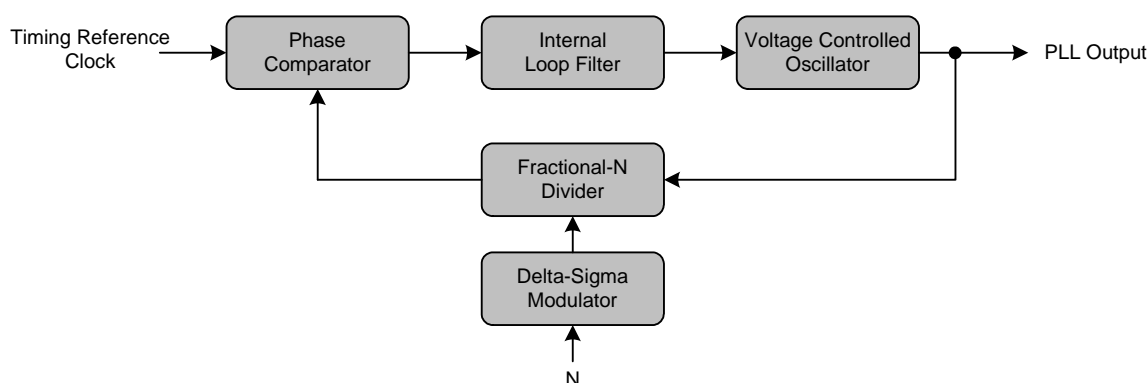 Timing Reference
Clock
Phase
Comparator
Internal
Loop Filter
Voltage Controlled
Oscillator
PLL Output
Fractional-N
Divider
Delta-Sigma
Modulator
N